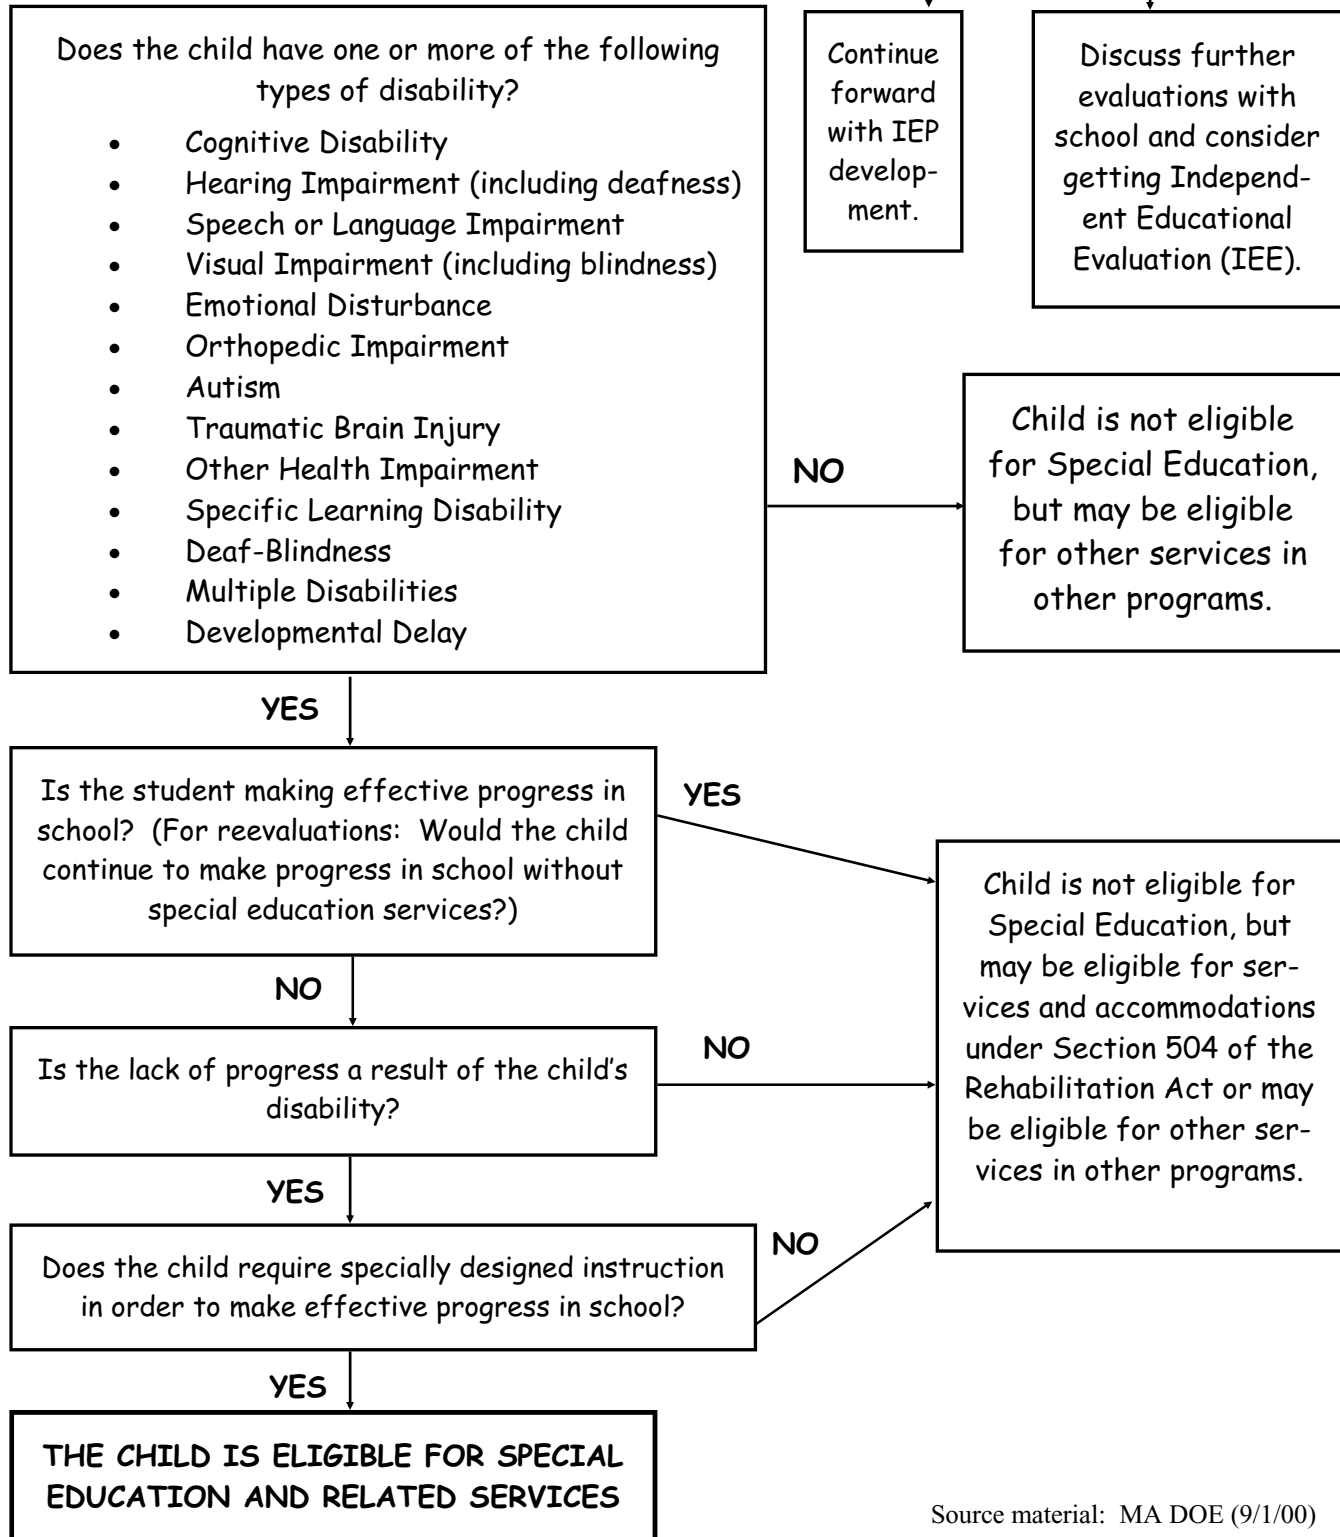 Does the child have one or more of the following
types of disability?
• Cognitive Disability
• Hearing Impairment (including deafness)
• Speech or Language Impairment
• Visual Impairment (including blindness)
• Emotional Disturbance
• Orthopedic Impairment
• Autism
• Traumatic Brain Injury
• Other Health Impairment
• Specific Learning Disability
• Deaf-Blindness
• Multiple Disabilities
• Developmental Delay
Continue
forward
with IEP
develop-
ment.
Discuss further
evaluations with
school and consider
getting Independ-
ent Educational
Evaluation (IEE).
NO
Child is not eligible
for Special Education,
but may be eligible
for other services in
other programs.
YES
Is the student making effective progress in
school? (For reevaluations: Would the child
continue to make progress in school without
special education services?)
YES
Child is not eligible for
Special Education, but
may be eligible for ser-
vices and accommodations
under Section 504 of the
Rehabilitation Act or may
be eligible for other ser-
vices in other programs.
NO
Is the lack of progress a result of the child's
disability?
NO
YES
Does the child require specially designed instruction
in order to make effective progress in school?
NO
YES
THE CHILD IS ELIGIBLE FOR SPECIAL
EDUCATION AND RELATED SERVICES
Source material: MA DOE (9/1/00)